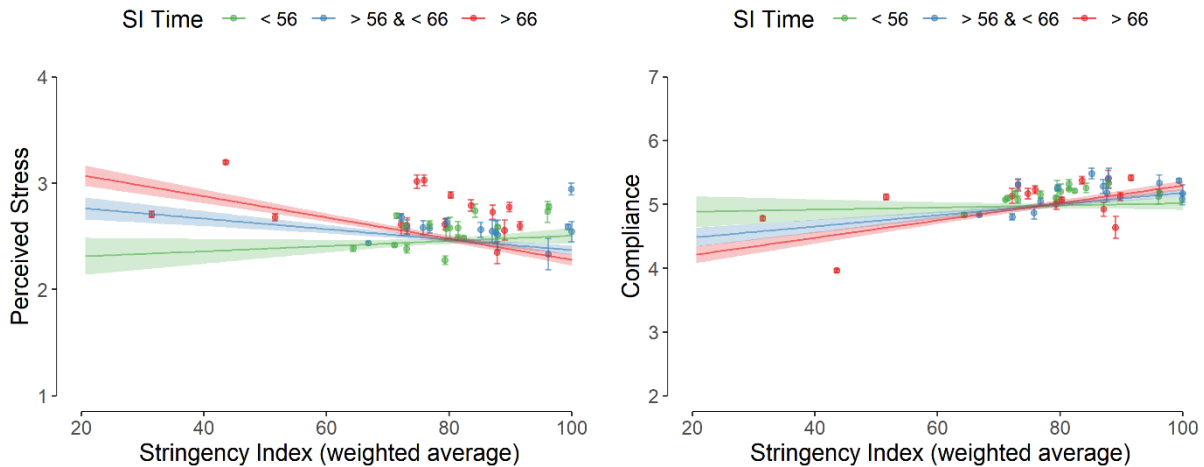 SI Time < 56 > 56 & < 66 > 66
4
3
2
1
Perceived Stress
20 40 60 80 100
Stringency Index (weighted average)
SI Time < 56 > 56 & < 66 > 66
7
6
5
4
3
2
Compliance
20 40 60 80 100
Stringency Index (weighted average)